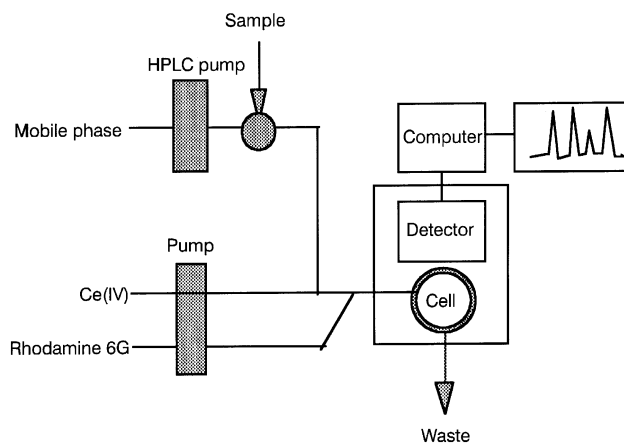 Sample
HPLC pump
Mobile phase
Computer
Detector
Pump
Ce(IV)
Cell
Rhodamine 6G
Waste